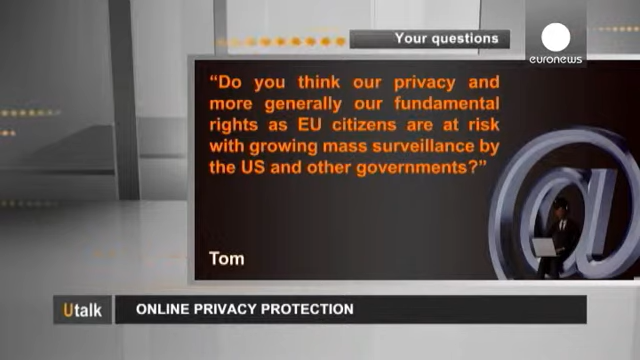 Your questions
euronews
“Do you think our privacy and
more generally our fundamental
rights as EU citizens are at risk
with growing mass surveillance by
the US and other governments?”
Tom
Utalk
ONLINE PRIVACY PROTECTION